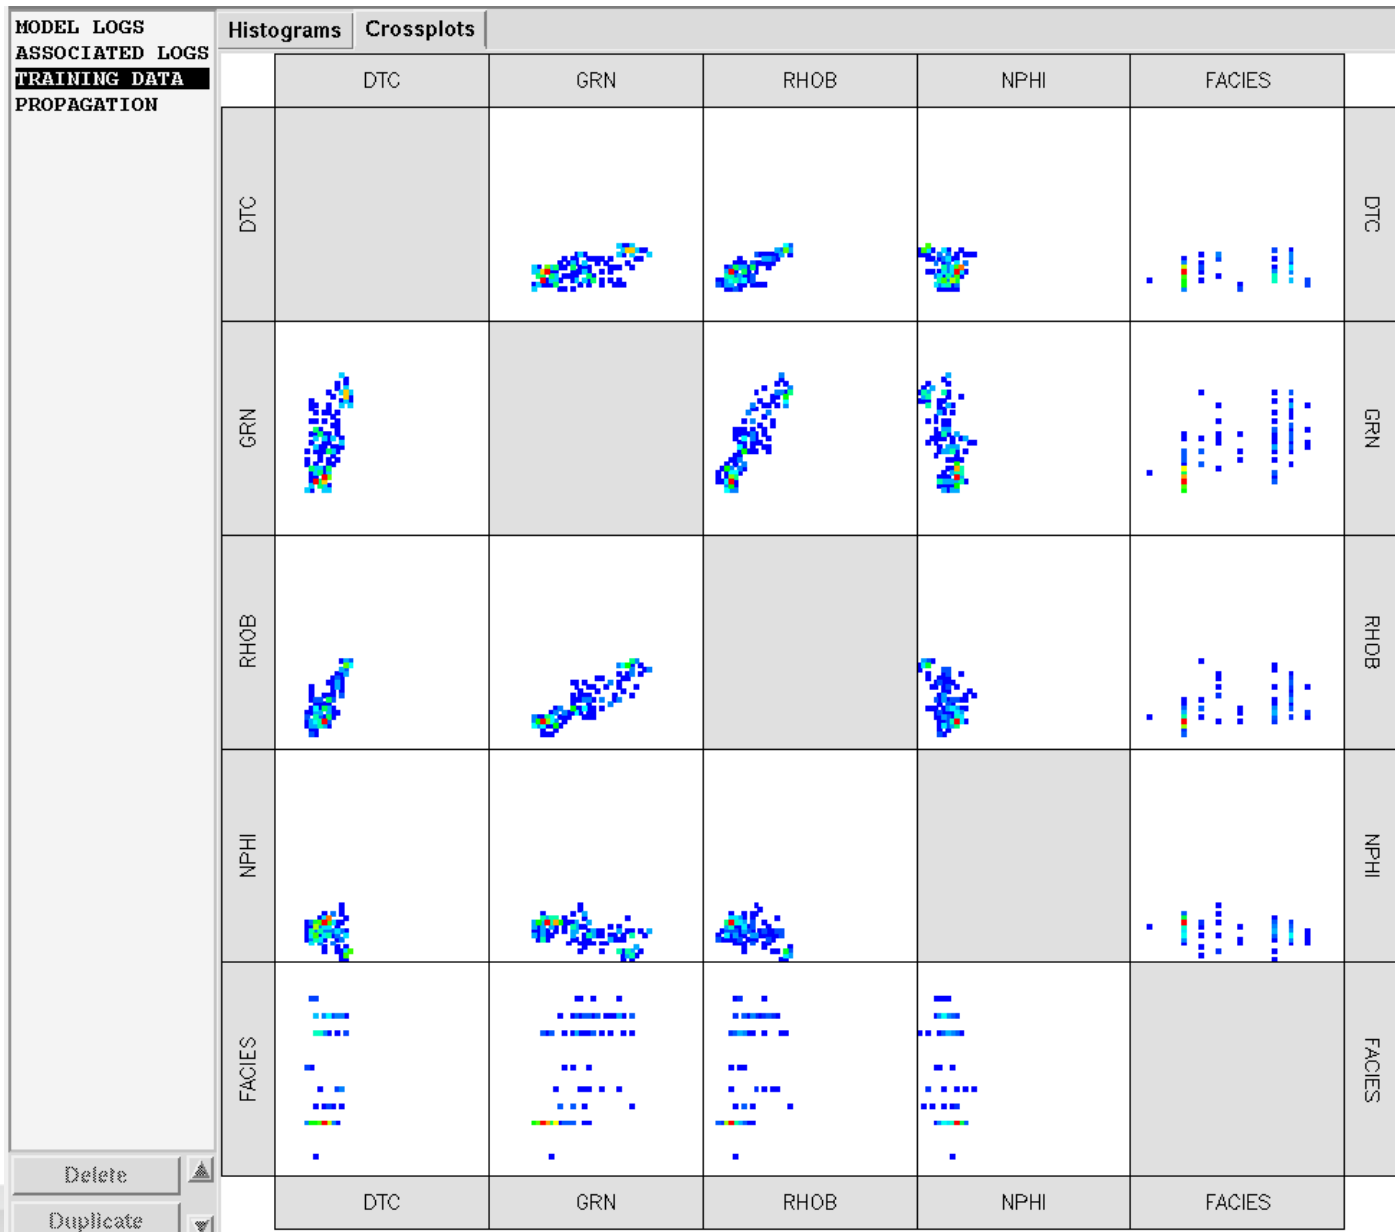 MODEL LOGS
ASSOCIATED LOGS
TRAINING DATA
PROPAGATION
Histograms Crossplots
DTC GRN RHOB NPHI FACIES
DTC DTC
GRN GRN
RHOB RHOB
NPHI NPHI
FACIES FACIES
DTC GRN RHOB NPHI FACIES
Delete
Duplicate